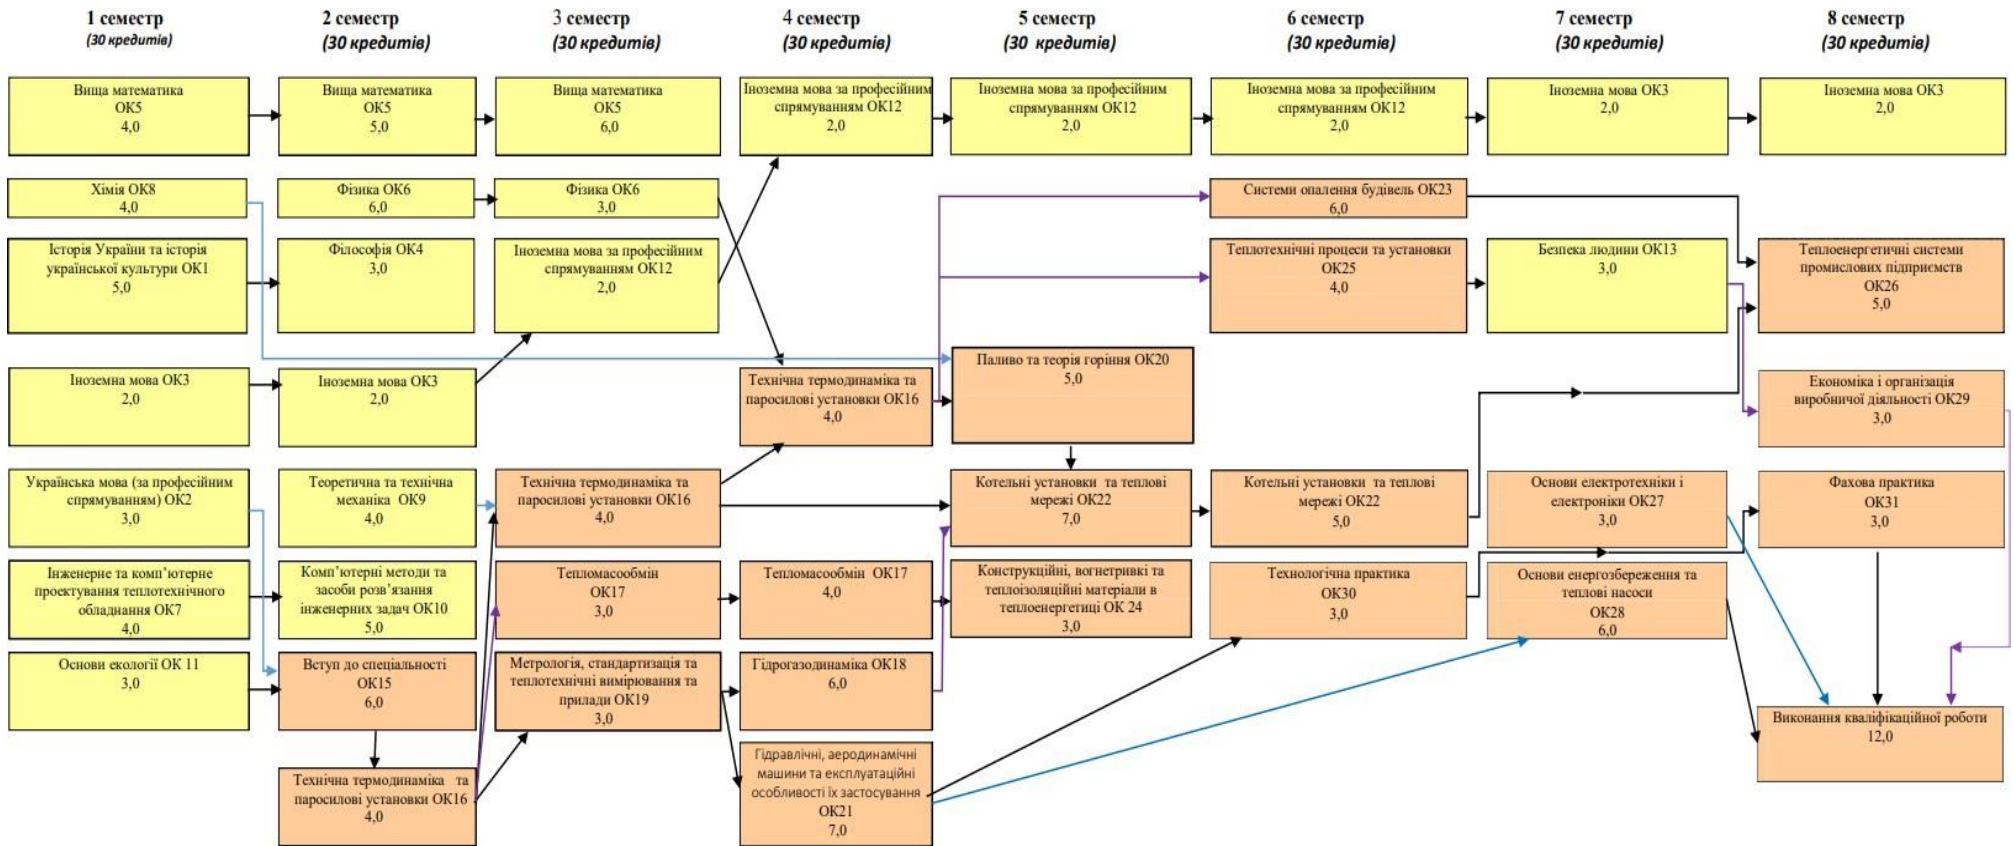 1 семестр
(30 кредитів)
2 семестр
(30 кредитів)
3 семестр
(30 кредитів)
4 семестр
(30 кредитів)
5 семестр
(30 кредитів)
6 семестр
(30 кредитів)
7 семестр
(30 кредитів)
8 семестр
(30 кредитів)
Вища математика
ОК5
4,0
Вища математика
ОК5
5,0
Вища математика
ОК5
6,0
Іноземна мова за професійним
спрямуванням ОК12
2,0
Іноземна мова за професійним
спрямуванням ОК12
2,0
Іноземна мова за професійним
спрямуванням ОК12
2,0
Іноземна мова ОК3
2,0
Іноземна мова ОК3
2,0
Хімія ОК8
4,0
Фізика ОК6
6,0
Фізика ОК6
3,0
Системи опалення будівель ОК23
6,0
Історія України та історія
української культури ОК1
5,0
Філософія ОК4
3,0
Іноземна мова за професійним
спрямуванням ОК12
2,0
Теплотехнічні процеси та установки
ОК25
4,0
Безпека людини ОК13
3,0
Теплоенергетичні системи
промислових підприємств
ОК26
5,0
Іноземна мова ОК3
2,0
Іноземна мова ОК3
2,0
Технічна термодинаміка та
паросилові установки ОК16
4,0
Паливо та теорія горіння ОК20
5,0
Економіка і організація
виробничої діяльності ОК29
3,0
Українська мова (за професійним
спрямуванням) ОК2
3,0
Теоретична та технічна
механіка ОК9
4,0
Технічна термодинаміка та
паросилові установки ОК16
4,0
Котельні установки та теплові
мережі ОК22
7,0
Котельні установки та теплові
мережі ОК22
5,0
Основи електротехніки і
електроніки ОК27
3,0
Фахова практика
ОК31
3,0
Інженерне та комп’ютерне
проектування теплотехнічного
обладнання ОК7
4,0
Комп’ютерні методи та
засоби розв’язання
інженерних задач ОК10
5,0
Тепломасообмін
ОК17
3,0
Тепломасообмін ОК17
4,0
Конструкційні, вогнетривкі та
теплоізоляційні матеріали в
теплоенергетиці ОК 24
3,0
Технологічна практика
ОК30
3,0
Основи енергозбереження та
теплові насоси
ОК28
6,0
Основи екології ОК 11
3,0
Вступ до спеціальності
ОК15
6,0
Метрологія, стандартизація та
теплотехнічні вимірювання та
прилади ОК19
3,0
Гідрогазодинаміка ОК18
6,0
Виконання кваліфікаційної роботи
12,0
Технічна термодинаміка та
паросилові установки ОК16
4,0
Гідравлічні, аеродинамічні
машини та експлуатаційні
особливості їх застосування
ОК21
7,0